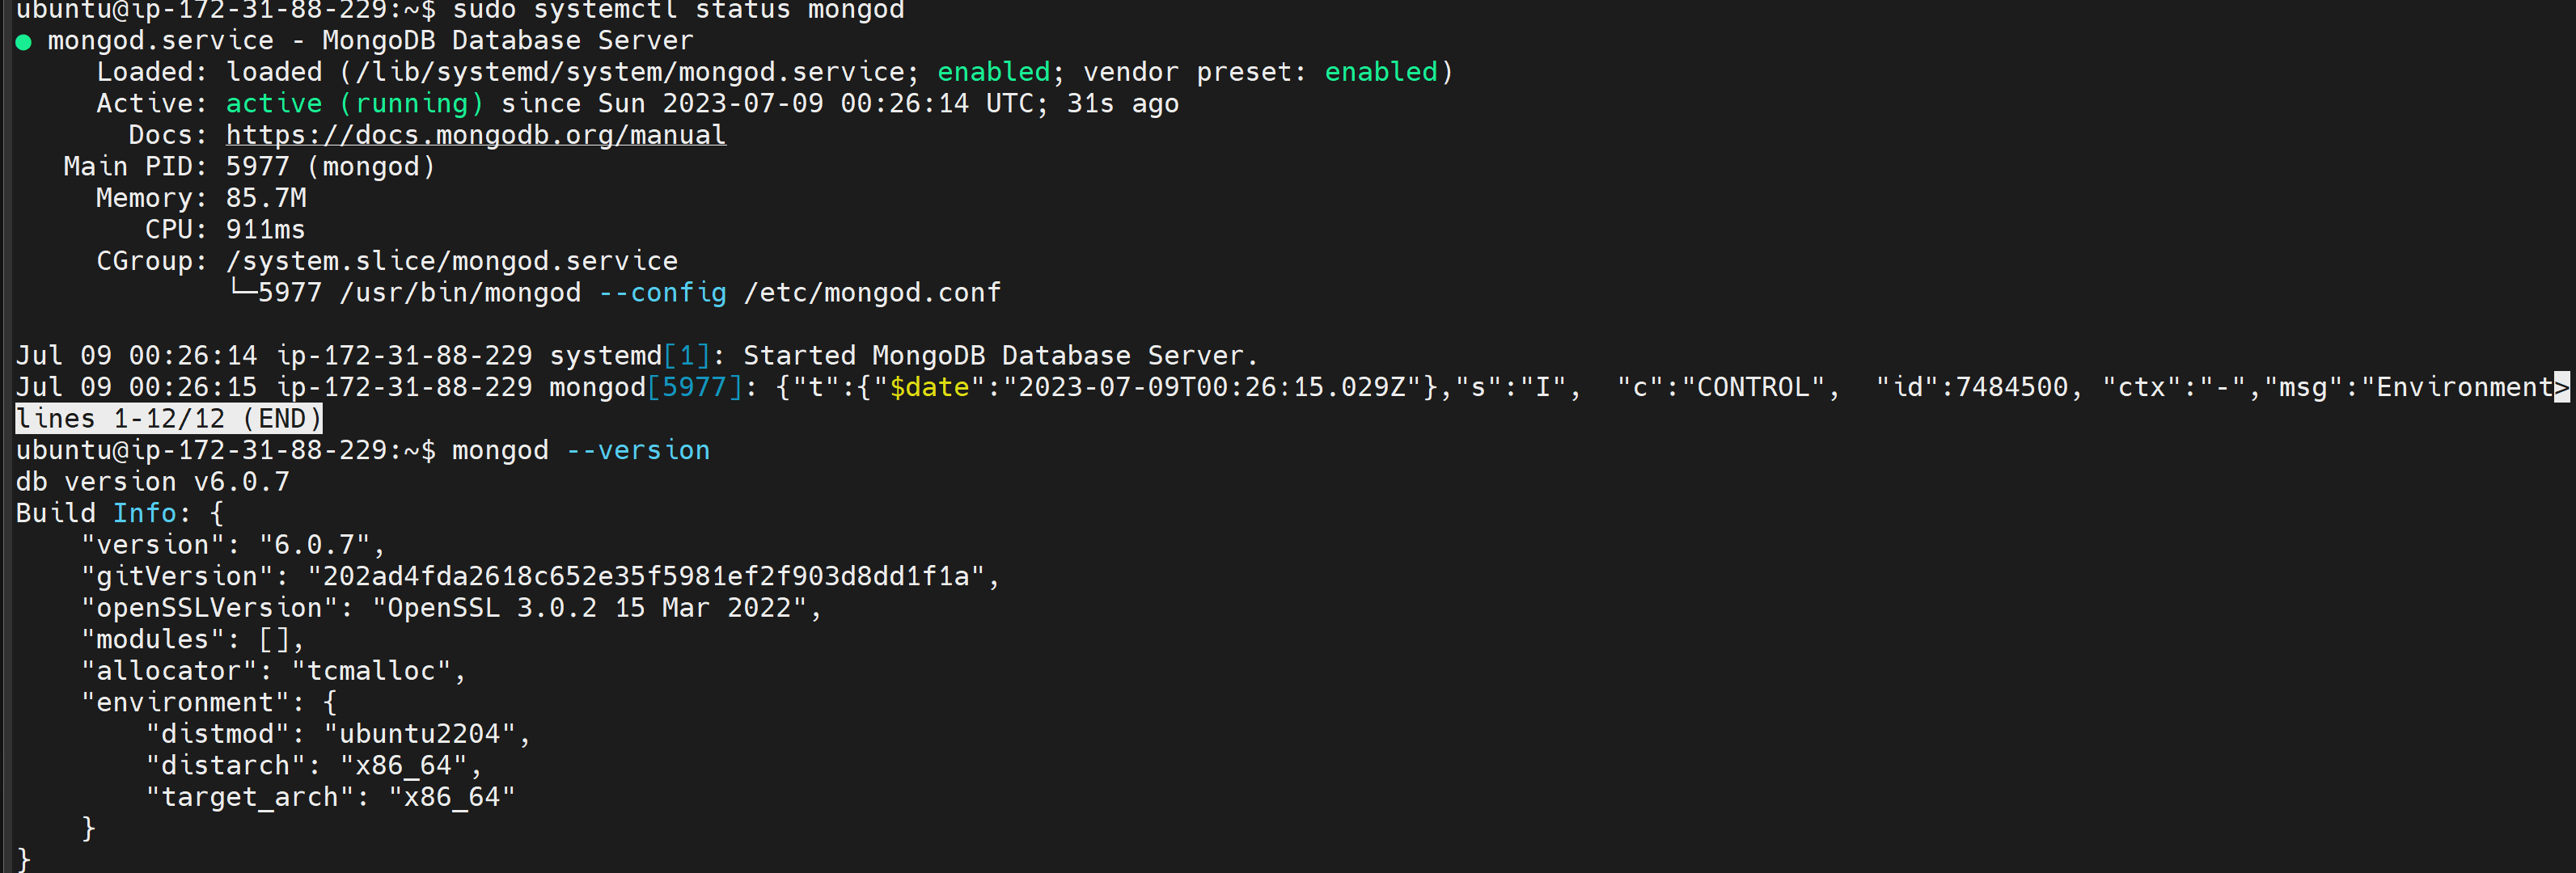 ubuntu@ip-172-31-88-229:~$ sudo systemctl status mongod
● mongod.service - MongoDB Database Server
     Loaded: loaded (/lib/systemd/system/mongod.service; enabled; vendor preset: enabled)
     Active: active (running) since Sun 2023-07-09 00:26:14 UTC; 31s ago
       Docs: https://docs.mongodb.org/manual
   Main PID: 5977 (mongod)
     Memory: 85.7M
        CPU: 911ms
     CGroup: /system.slice/mongod.service
             └─5977 /usr/bin/mongod --config /etc/mongod.conf

Jul 09 00:26:14 ip-172-31-88-229 systemd[1]: Started MongoDB Database Server.
Jul 09 00:26:15 ip-172-31-88-229 mongod[5977]: {"t":{"$date":"2023-07-09T00:26:15.029Z"},"s":"I",  "c":"CONTROL",  "id":7484500, "ctx":"-","msg":"Environment>
lines 1-12/12 (END)
ubuntu@ip-172-31-88-229:~$ mongod --version
db version v6.0.7
Build Info: {
    "version": "6.0.7",
    "gitVersion": "202ad4fda2618c652e35f5981ef2f903d8dd1f1a",
    "openSSLVersion": "OpenSSL 3.0.2 15 Mar 2022",
    "modules": [],
    "allocator": "tcmalloc",
    "environment": {
        "distmod": "ubuntu2204",
        "distarch": "x86_64",
        "target_arch": "x86_64"
    }
}